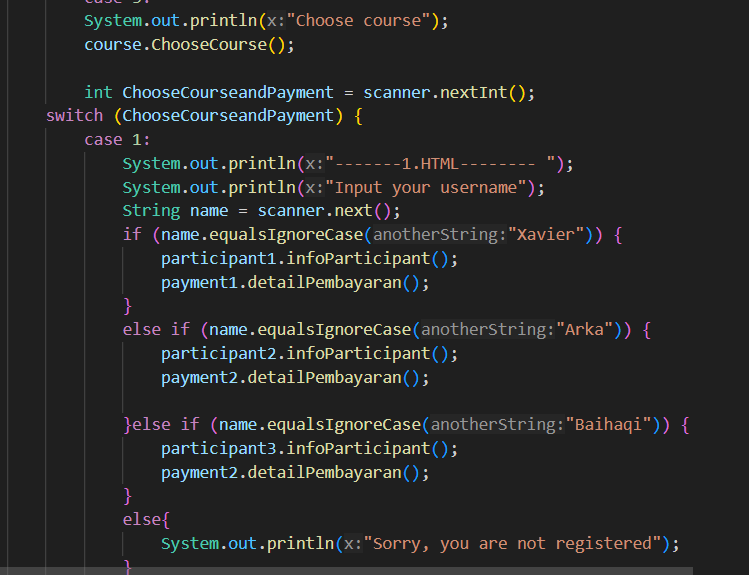 case 3:
System.out.println(x:"Choose course");
course.ChooseCourse();
int ChooseCourseandPayment = scanner.nextInt();
switch (ChooseCourseandPayment) {
case 1:
System.out.println(x:"-------1.HTML-------- ");
System.out.println(x:"Input your username");
String name = scanner.next();
if (name.equalsIgnoreCase(anotherString:"Xavier")) {
participant1.infoParticipant();
payment1.detailPembayaran();
}
else if (name.equalsIgnoreCase(anotherString:"Arka")) {
participant2.infoParticipant();
payment2.detailPembayaran();
}else if (name.equalsIgnoreCase(anotherString:"Baihaqi")) {
participant3.infoParticipant();
payment2.detailPembayaran();
}
else{
System.out.println(x:"Sorry, you are not registered");
}